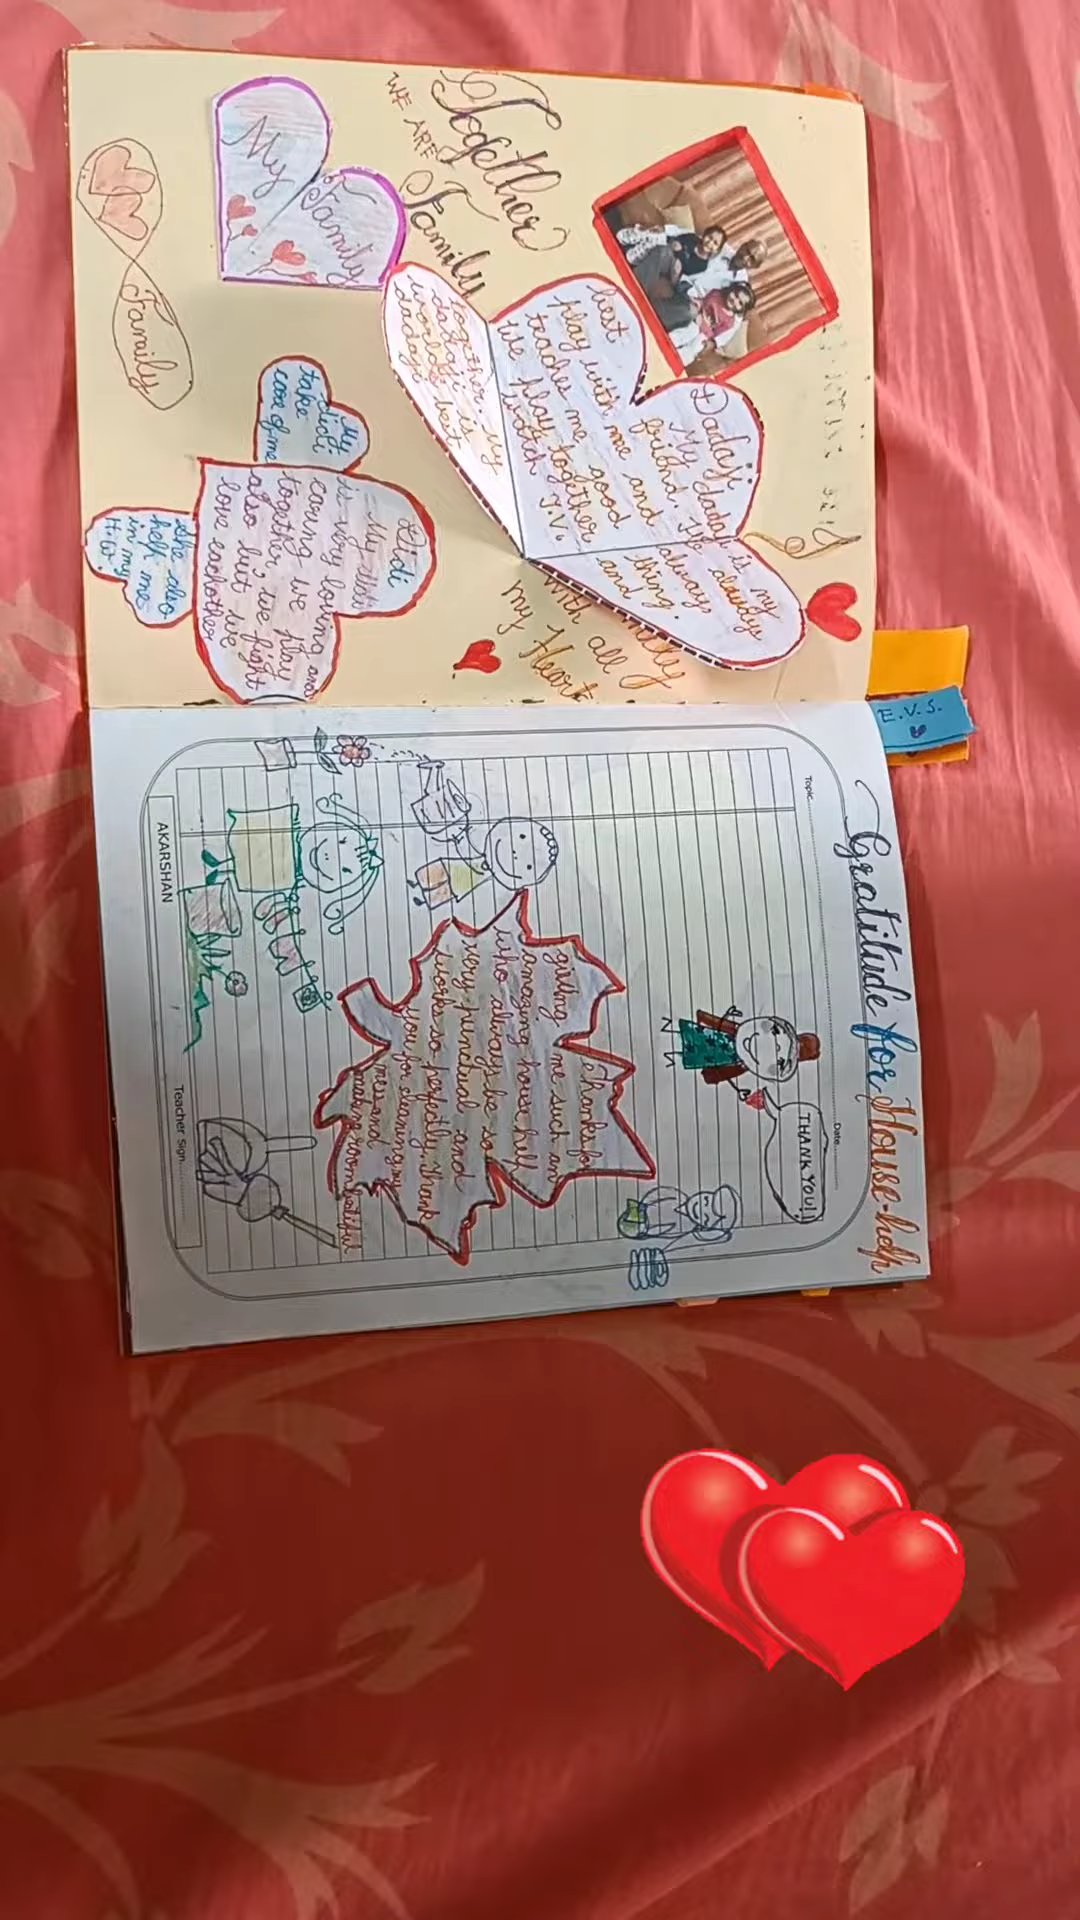 Together
WE ARE
Family
My
Family
Family
Dadaji
My dadaji is my
best friend. He always
play with me and always
teaches me good thing.
We play together and
watch T.V.
together. My
dadaji is
world's best
dadaji
With all
my Heart
Didi
My didi
is very loving and
caring we play
together, we fight
also but we
love eachother
My
didi
take
care of me
She also
help me
in my
H.W.
E.V.S.
Gratitude for House-help
Topic
Date
THANK YOU!!
Thanks for
giving me such an
amazing house help
who always be so
very punctual and
works so perfectly. Thank
you for cleaning my
mess and
making room beautiful
AKARSHAN
Teacher Sign